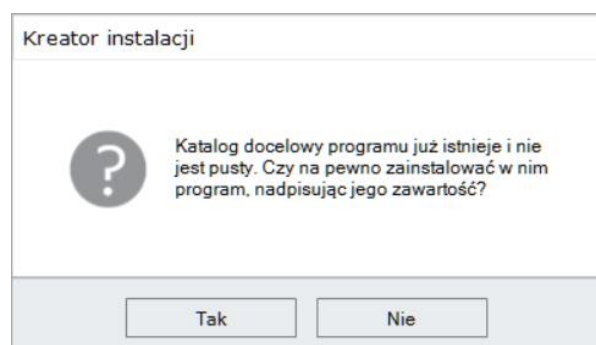 Kreator instalacji
Katalog docelowy programu już istnieje i nie
jest pusty. Czy na pewno zainstalować w nim
program, nadpisując jego zawartość?
Tak
Nie